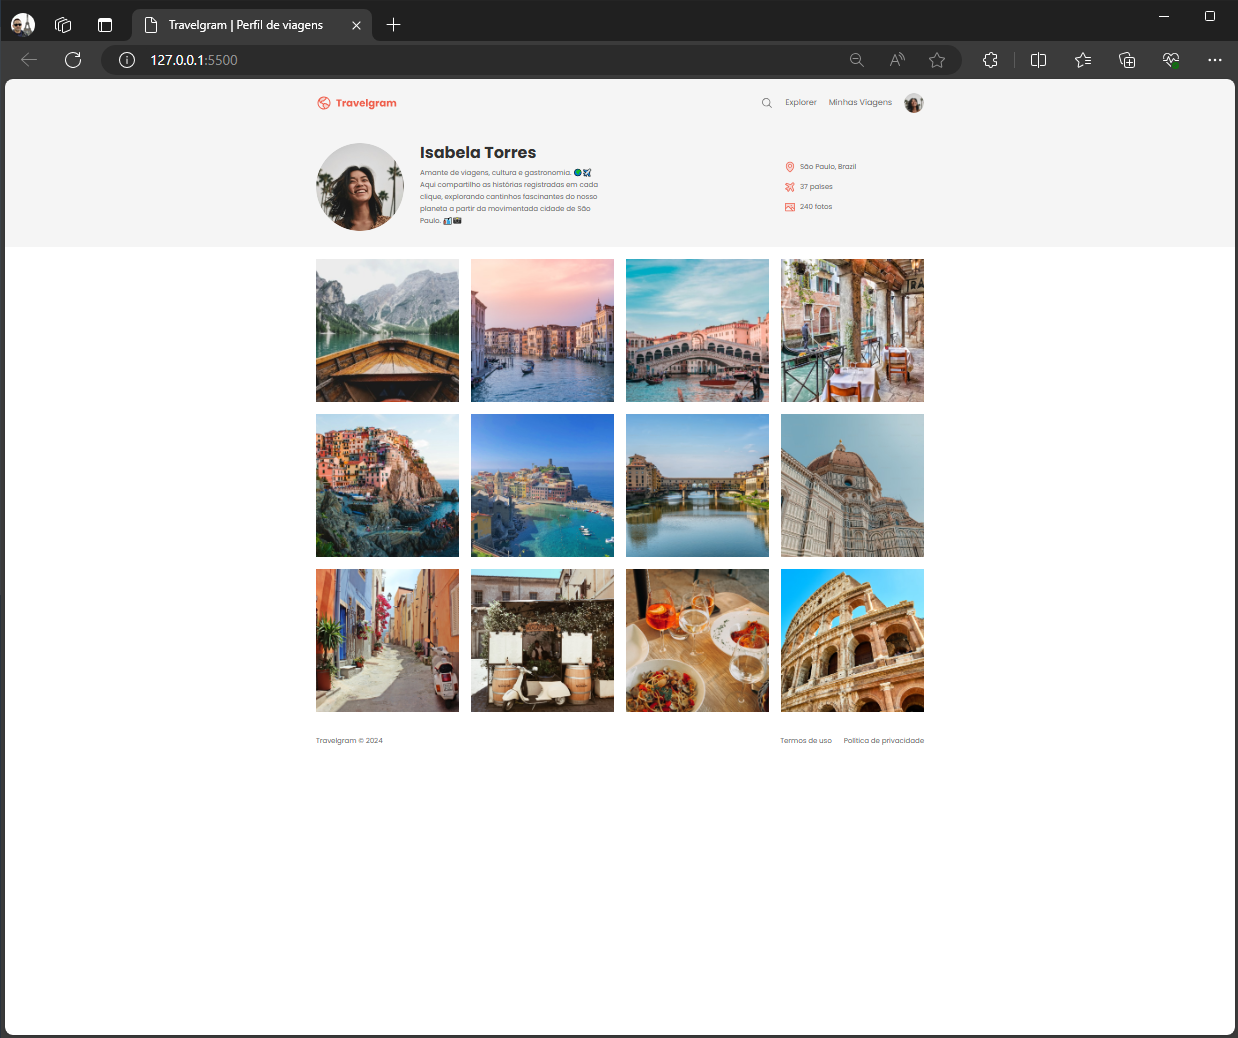 Travelgram | Perfil de viagens
127.0.0.1:5500
Travelgram
Explorer
Minhas Viagens
Isabela Torres
Amante de viagens, cultura e gastronomia.
Aqui compartilho as histórias registradas em cada
clique, explorando cantinhos fascinantes do nosso
planeta a partir da movimentada cidade de São
Paulo.
São Paulo, Brazil
37 países
240 fotos
Travelgram © 2024
Termos de uso
Política de privacidade